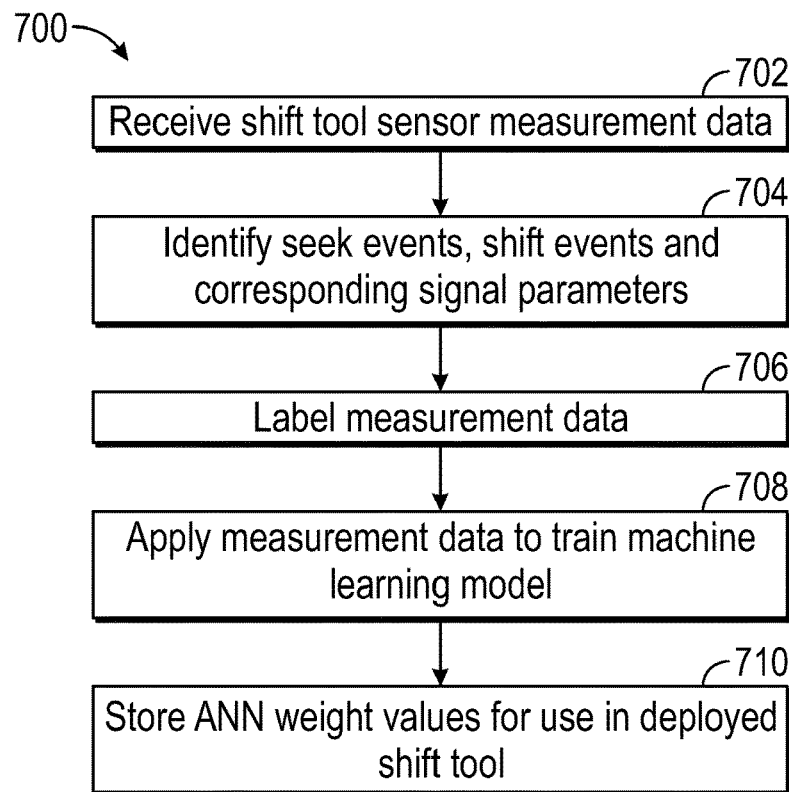 700
702
Receive shift tool sensor measurement data
704
Identify seek events, shift events and
corresponding signal parameters
706
Label measurement data
708
Apply measurement data to train machine
learning model
710
Store ANN weight values for use in deployed
shift tool